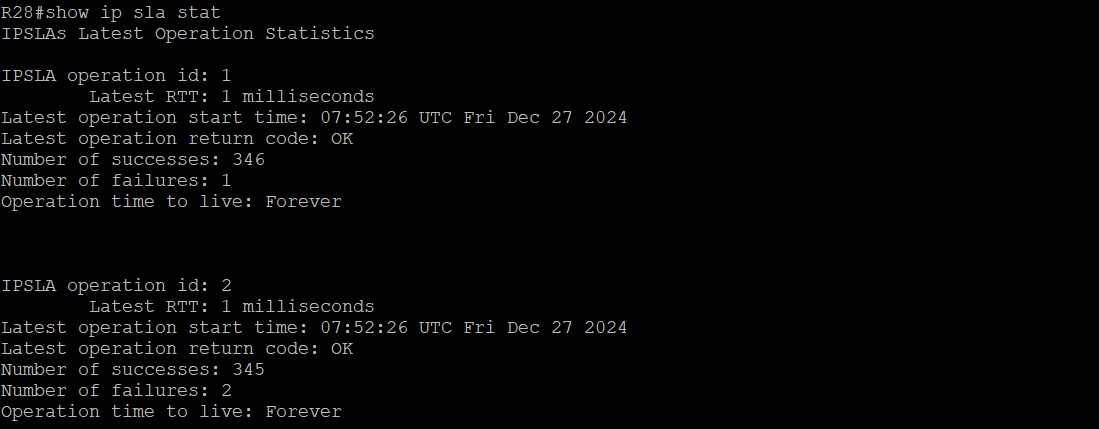 R28#show ip sla stat
IPSLAs Latest Operation Statistics
IPSLA operation id: 1
Latest RTT: 1 milliseconds
Latest operation start time: 07:52:26 UTC Fri Dec 27 2024
Latest operation return code: OK
Number of successes: 346
Number of failures: 1
Operation time to live: Forever
IPSLA operation id: 2
Latest RTT: 1 milliseconds
Latest operation start time: 07:52:26 UTC Fri Dec 27 2024
Latest operation return code: OK
Number of successes: 345
Number of failures: 2
Operation time to live: Forever